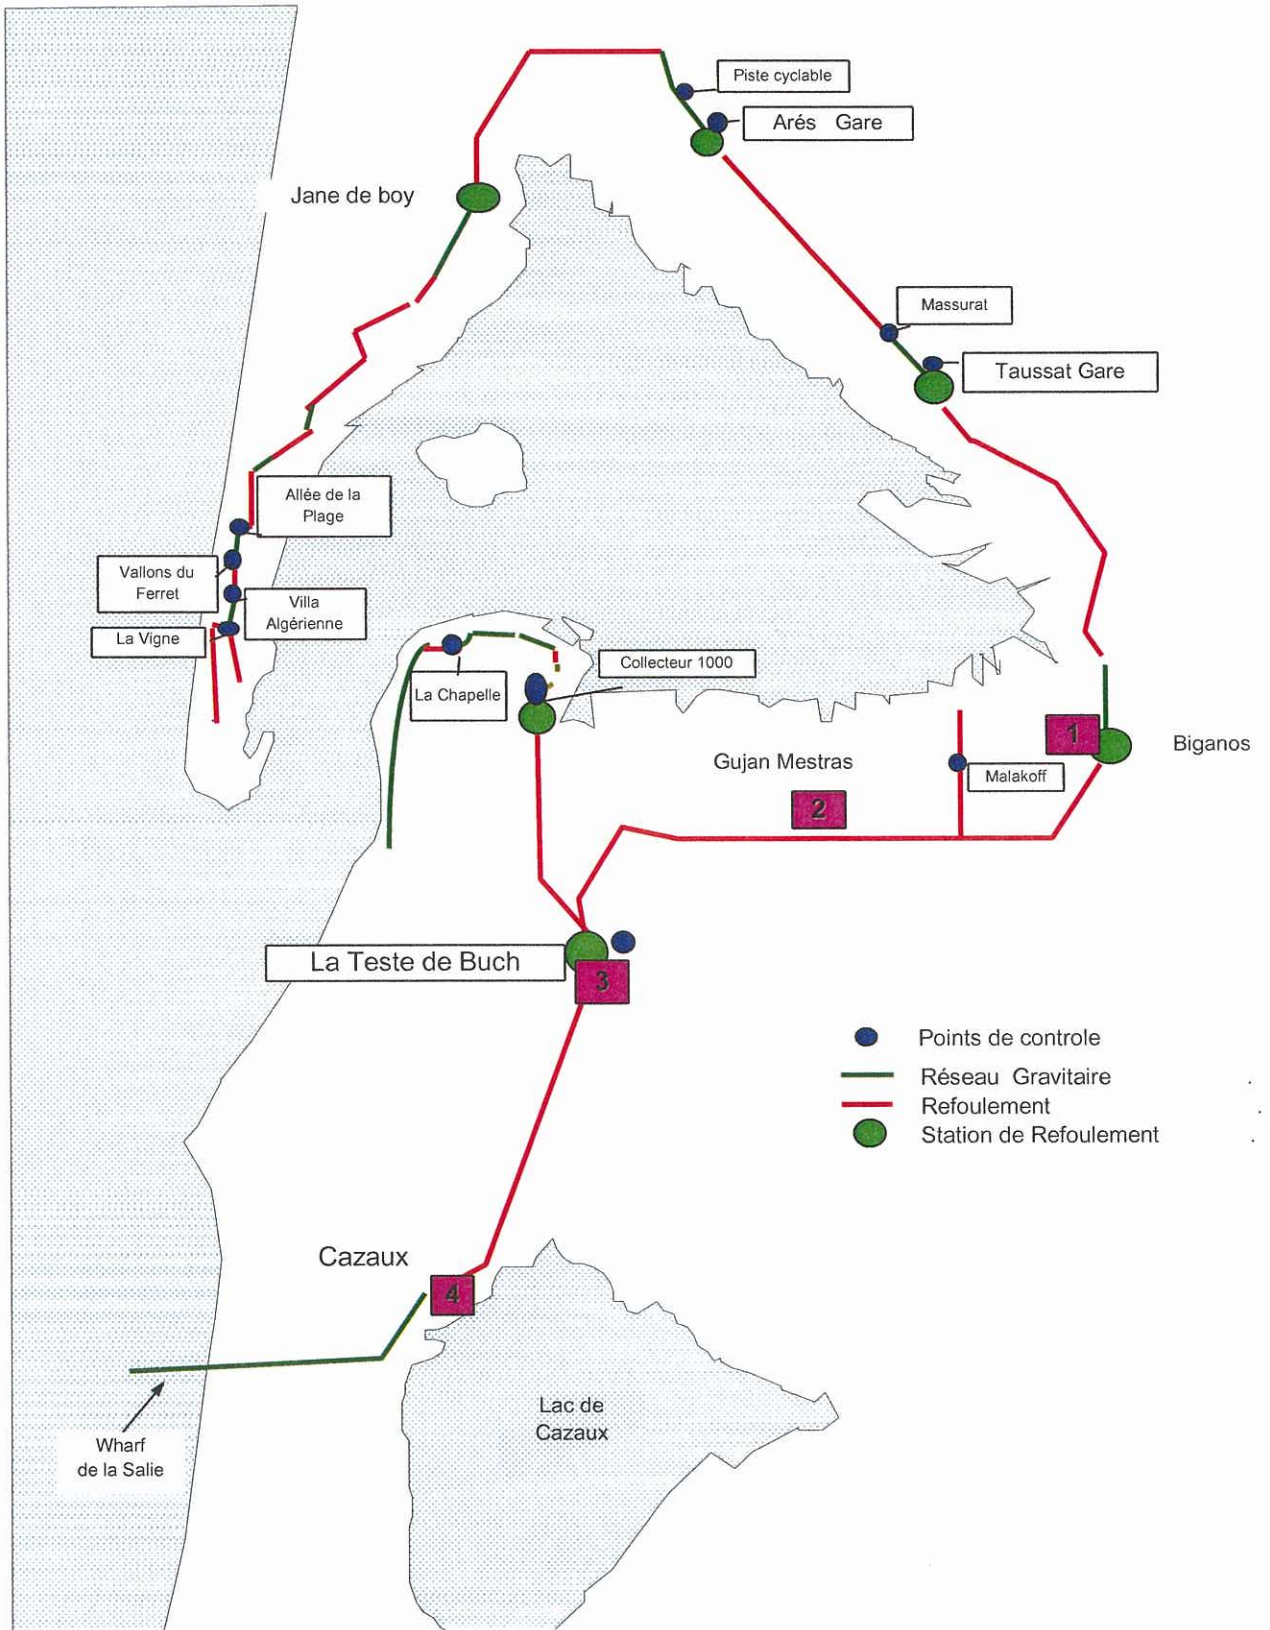 Piste cyclable
Arés Gare
Jane de boy
Massurat
Taussat Gare
Allée de la
Plage
Vallons du
Ferret
Villa
Algérienne
La Vigne
Collecteur 1000
La Chapelle
1
Biganos
Gujan Mestras
Malakoff
2
La Teste de Buch
3
Points de controle
Réseau Gravitaire
Refoulement
Station de Refoulement
Cazaux
4
Lac de
Cazaux
Wharf
de la Salie